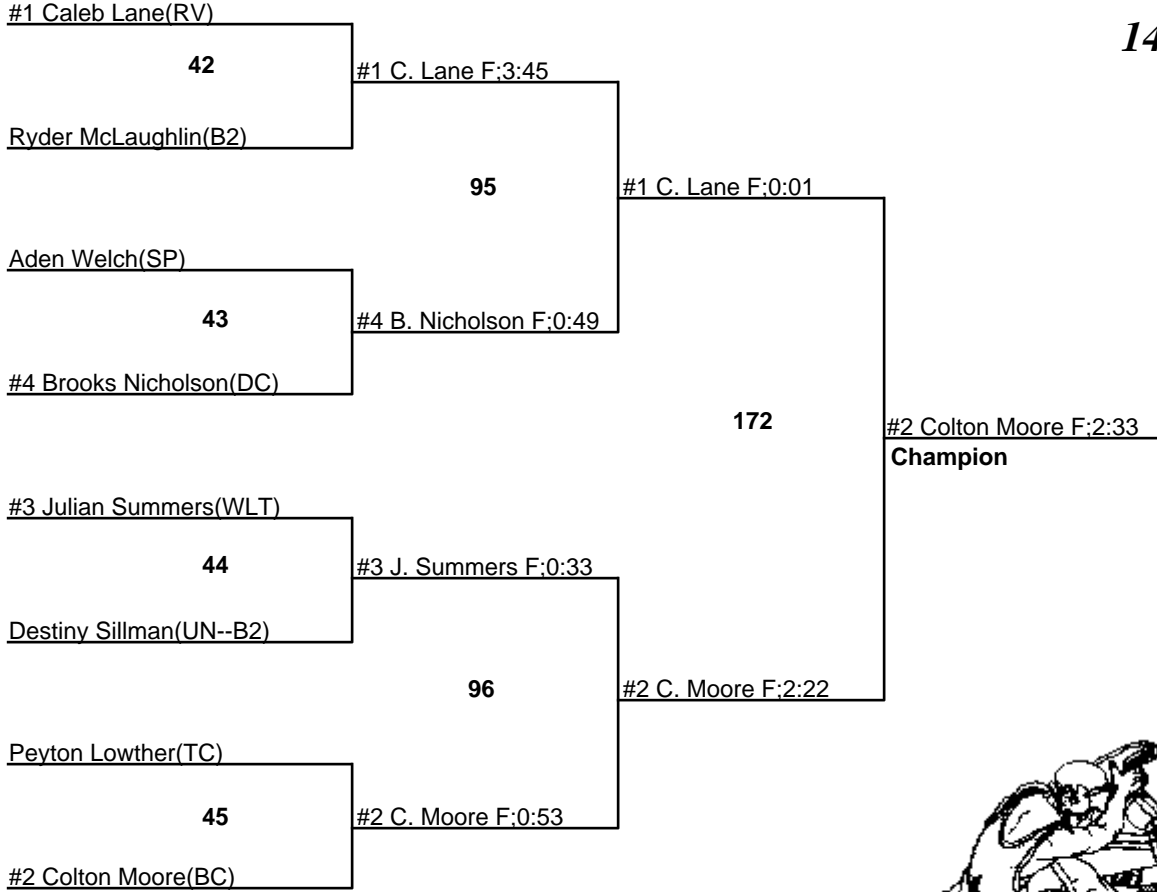 #1 Caleb Lane(RV)
14
42
#1 C. Lane F;3:45
Ryder McLaughlin(B2)
95
#1 C. Lane F;0:01
Aden Welch(SP)
43
#4 B. Nicholson F;0:49
#4 Brooks Nicholson(DC)
172
#2 Colton Moore F;2:33
Champion
#3 Julian Summers(WLT)
44
#3 J. Summers F;0:33
Destiny Sillman(UN--B2)
96
#2 C. Moore F;2:22
Peyton Lowther(TC)
45
#2 C. Moore F;0:53
#2 Colton Moore(BC)